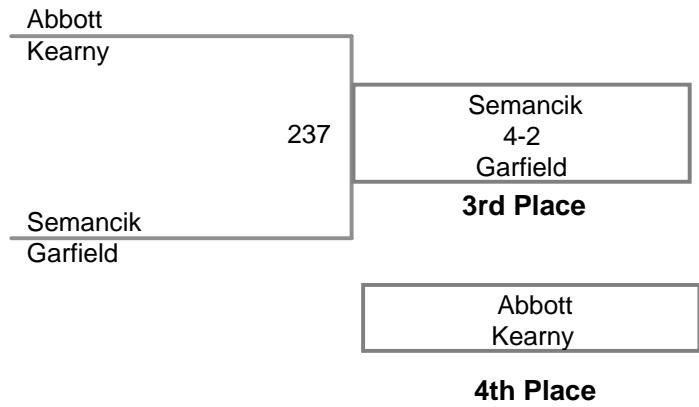 Abbott
Kearny
237
Semancik
4-2
Garfield
3rd Place
Semancik
Garfield
Abbott
Kearny
4th Place